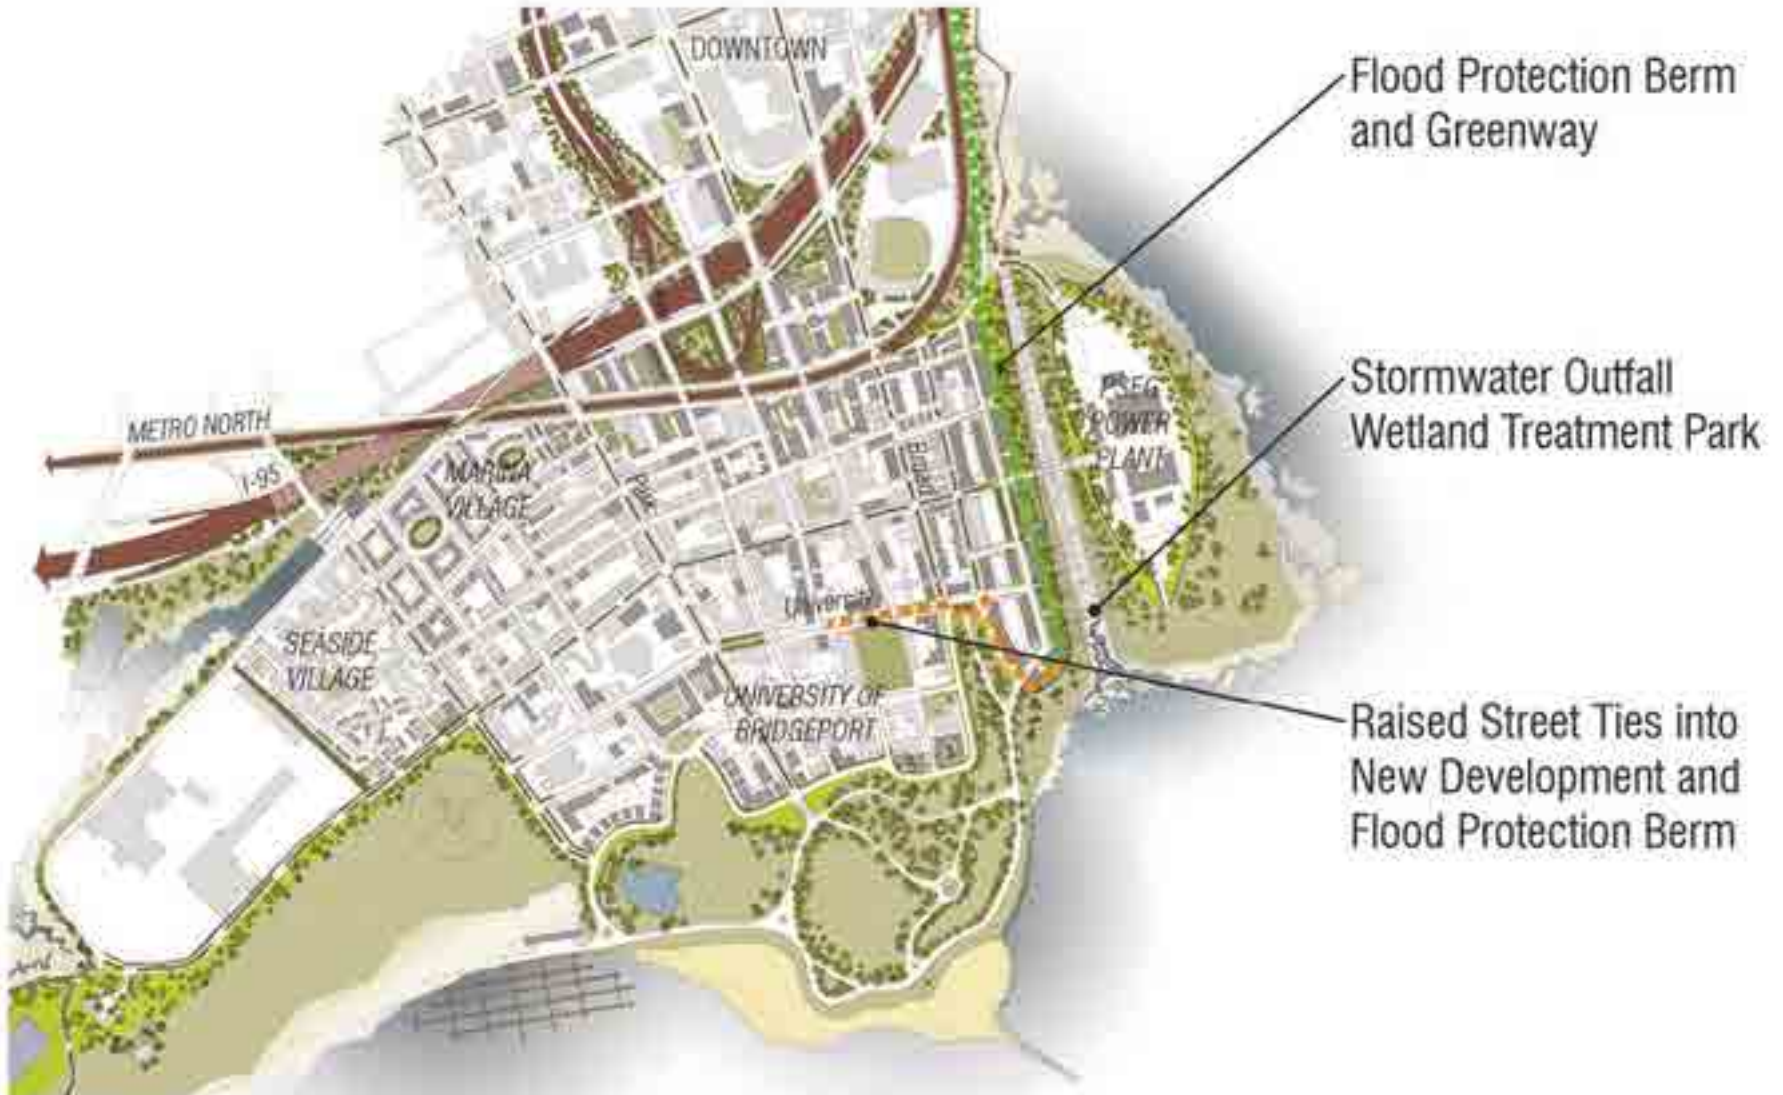 DOWNTOWN
Flood Protection Berm
and Greenway
Stormwater Outfall
Wetland Treatment Park
PSEG
POWER
PLANT
METRO NORTH
I-95
MARINA
VILLAGE
Park
Broad
University
SEASIDE
VILLAGE
UNIVERSITY OF
BRIDGEPORT
Raised Street Ties into
New Development and
Flood Protection Berm